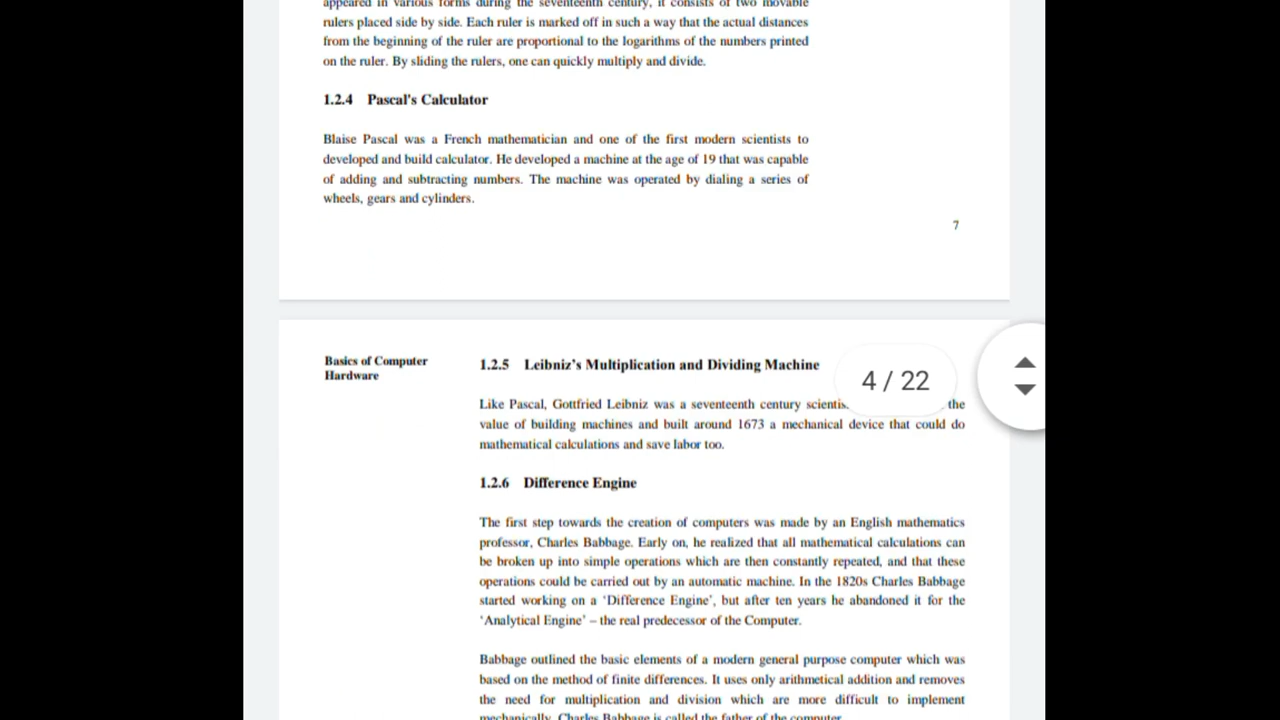 appeared in various forms during the seventeenth century, it consists of two movable
rulers placed side by side. Each ruler is marked off in such a way that the actual distances
from the beginning of the ruler are proportional to the logarithms of the numbers printed
on the ruler. By sliding the rulers, one can quickly multiply and divide.
1.2.4 Pascal's Calculator
Blaise Pascal was a French mathematician and one of the first modern scientists to
developed and build calculator. He developed a machine at the age of 19 that was capable
of adding and subtracting numbers. The machine was operated by dialing a series of
wheels, gears and cylinders.
7
Basics of Computer
Hardware
1.2.5 Leibniz's Multiplication and Dividing Machine
4 / 22
Like Pascal, Gottfried Leibniz was a seventeenth century the
value of building machines and built around 1673 a mechanical device that could do
mathematical calculations and save labor too.
1.2.6 Difference Engine
The first step towards the creation of computers was made by an English mathematics
professor, Charles Babbage. Early on, he realized that all mathematical calculations can
be broken up into simple operations which are then constantly repeated, and that these
operations could be carried out by an automatic machine. In the 1820s Charles Babbage
started working on a 'Difference Engine', but after ten years he abandoned it for the
'Analytical Engine' – the real predecessor of the Computer.
Babbage outlined the basic elements of a modern general purpose computer which was
based on the method of finite differences. It uses only arithmetical addition and removes
the need for multiplication and division which are more difficult to implement
mechanically. Charles Babbage is called the father of the computer.